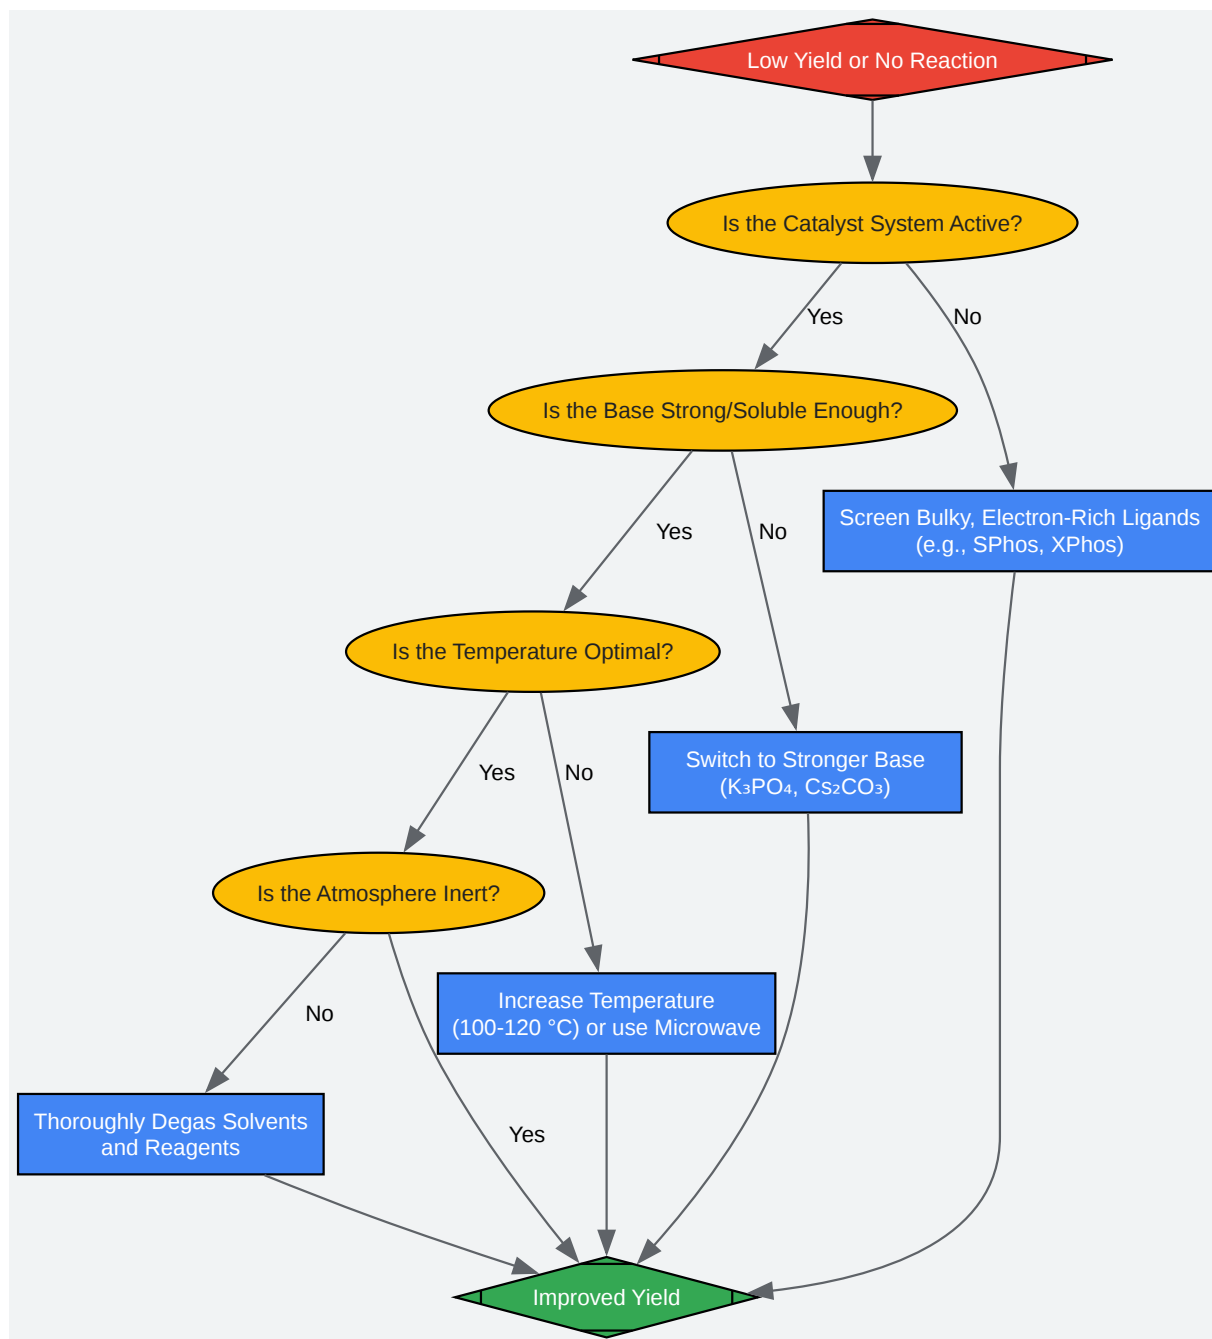 Low Yield or No Reaction
Is the Catalyst System Active?
Yes
No
Is the Base Strong/Soluble Enough?
Screen Bulky, Electron-Rich Ligands
(e.g., SPhos, XPhos)
Yes
No
Is the Temperature Optimal?
Switch to Stronger Base
(K₃PO₄, Cs₂CO₃)
Yes
No
Is the Atmosphere Inert?
Increase Temperature
(100-120 °C) or use Microwave
No
Thoroughly Degas Solvents
and Reagents
Yes
Improved Yield